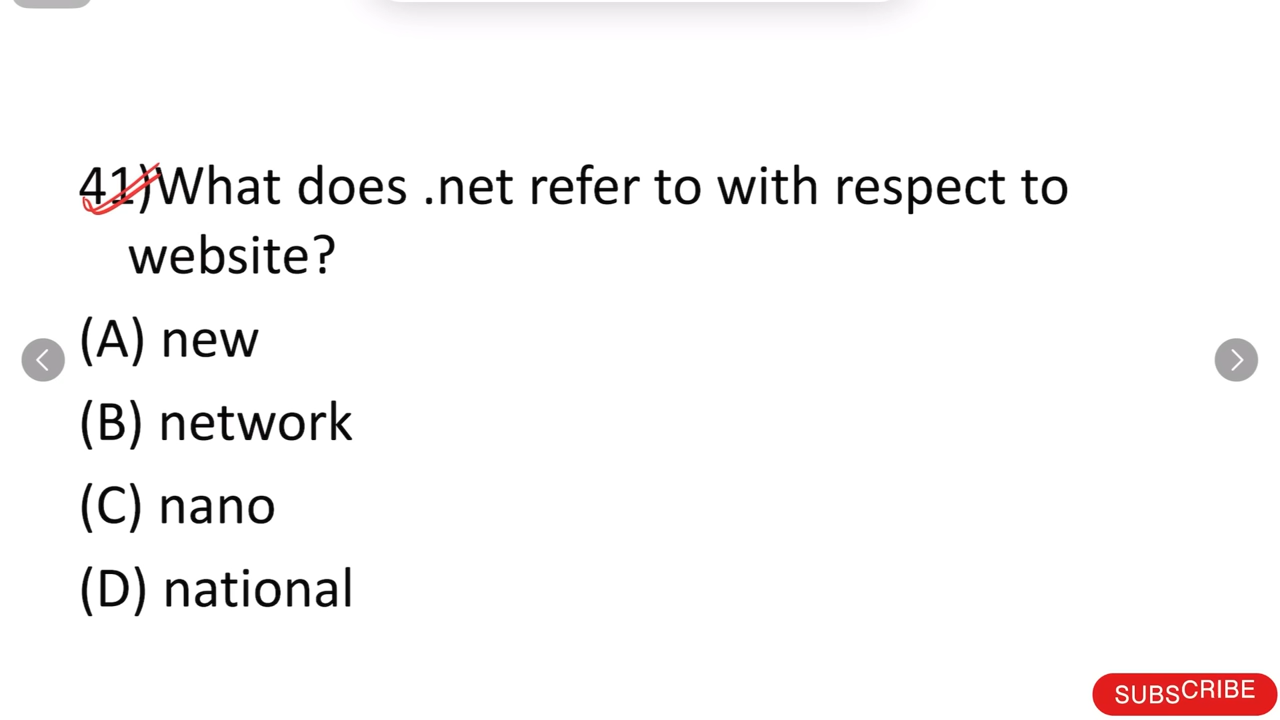 41)What does .net refer to with respect to
website?
(A) new
(B) network
(C) nano
(D) national
SUBSCRIBE